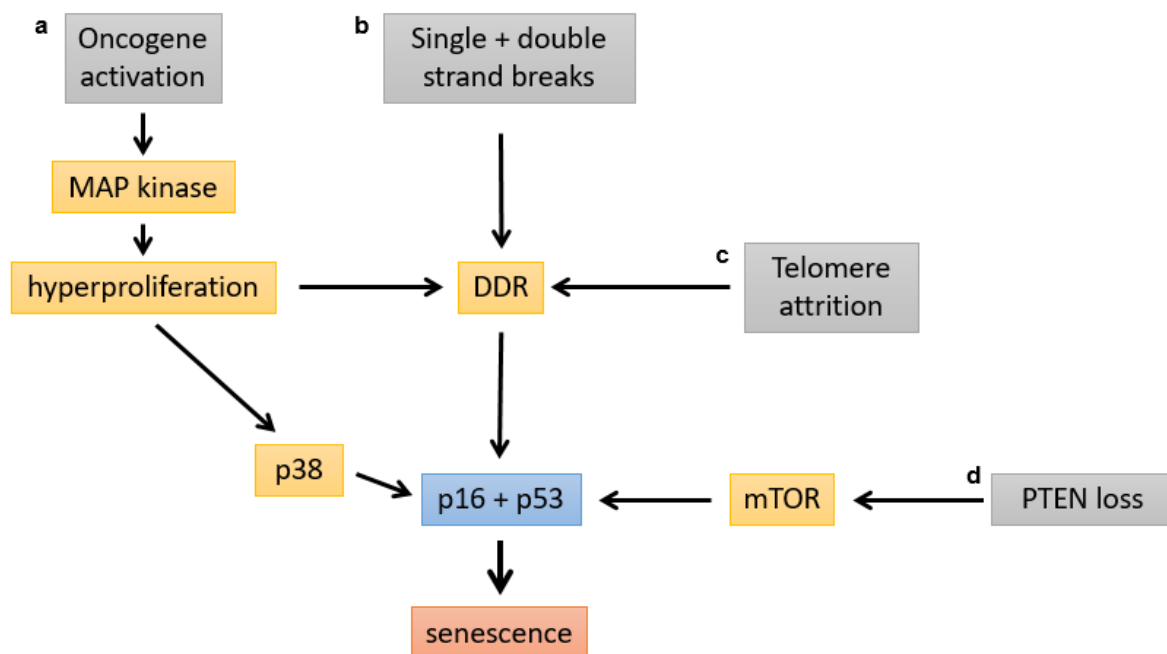 a
Oncogene
activation
b
Single + double
strand breaks
MAP kinase
hyperproliferation
DDR
c
Telomere
attrition
p38
p16 + p53
mTOR
d
PTEN loss
senescence